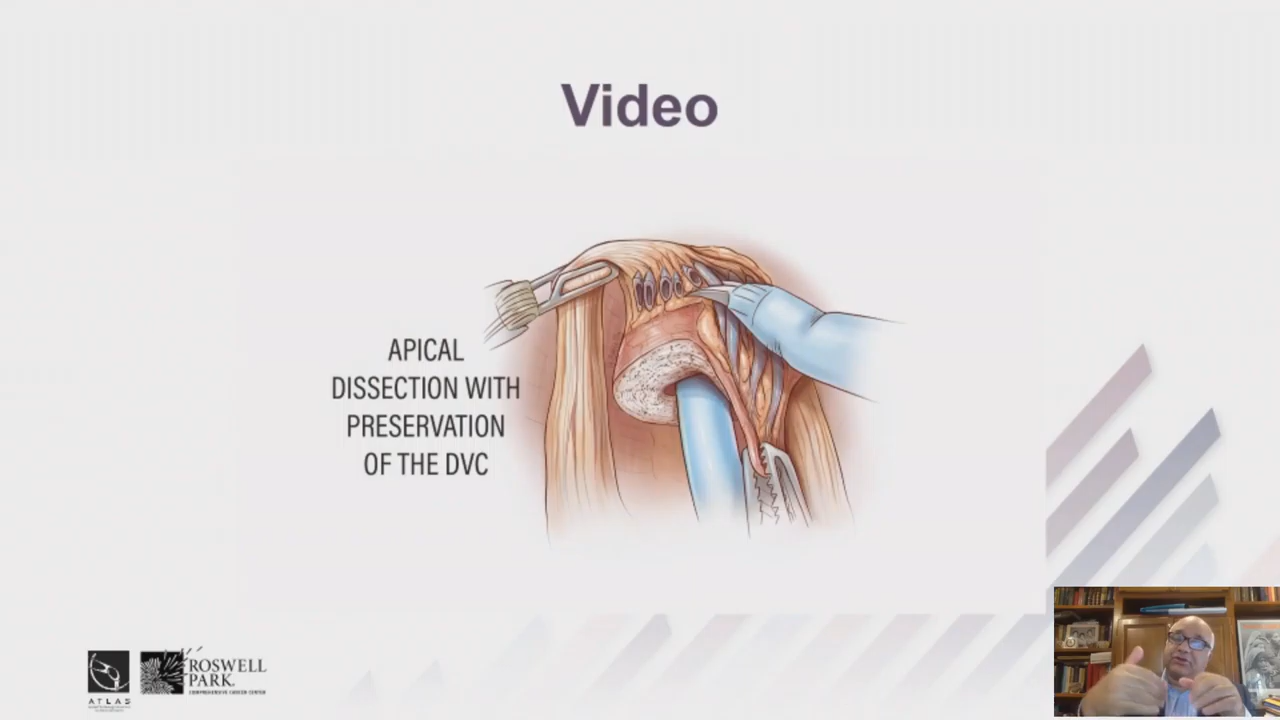 Video
APICAL
DISSECTION WITH
PRESERVATION
OF THE DVC
ATLAS
ROSWELL
PARK.
COMPREHENSIVE CANCER CENTER